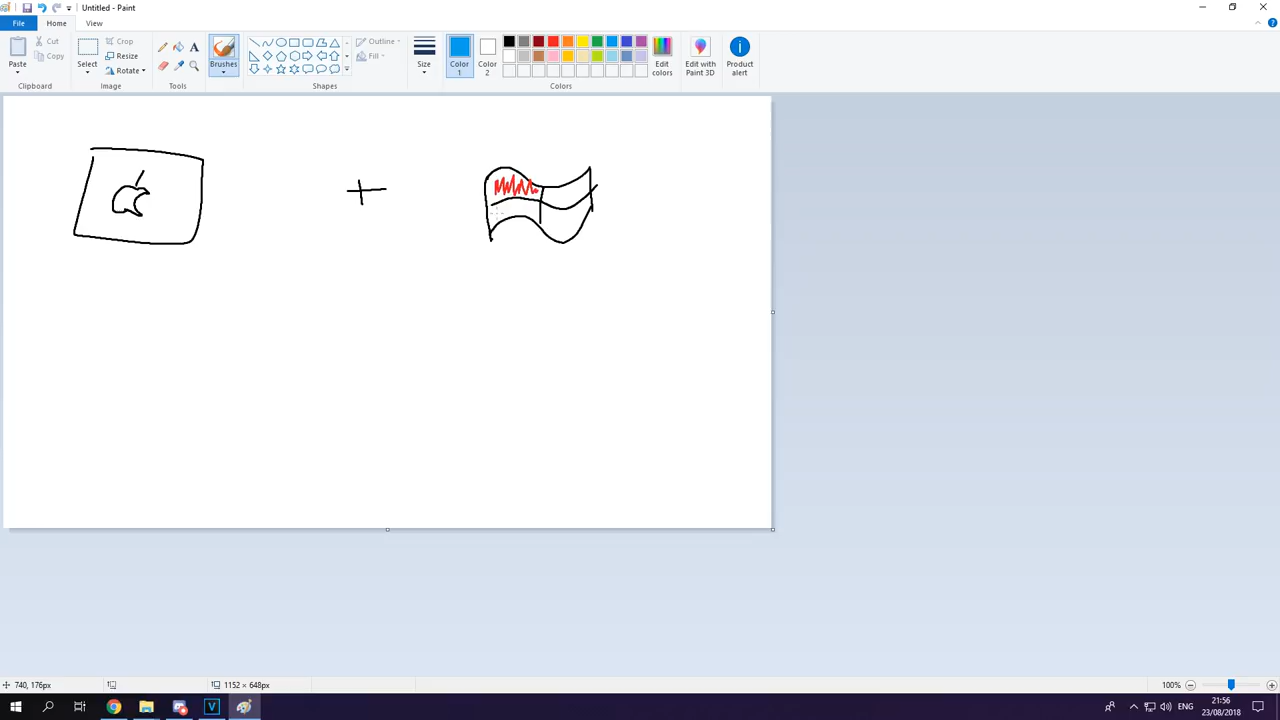 Untitled - Paint
File
Home
View
Paste
Cut
Copy
Clipboard
Select
Crop
Resize
Rotate
Image
A
Tools
Brushes
Outline
Fill
Shapes
Size
Color
1
Color
2
Edit
colors
Colors
Edit with
Paint 3D
Product
alert
+
740, 176px
1152 × 648px
100%
V
ENG
21:56
23/08/2018